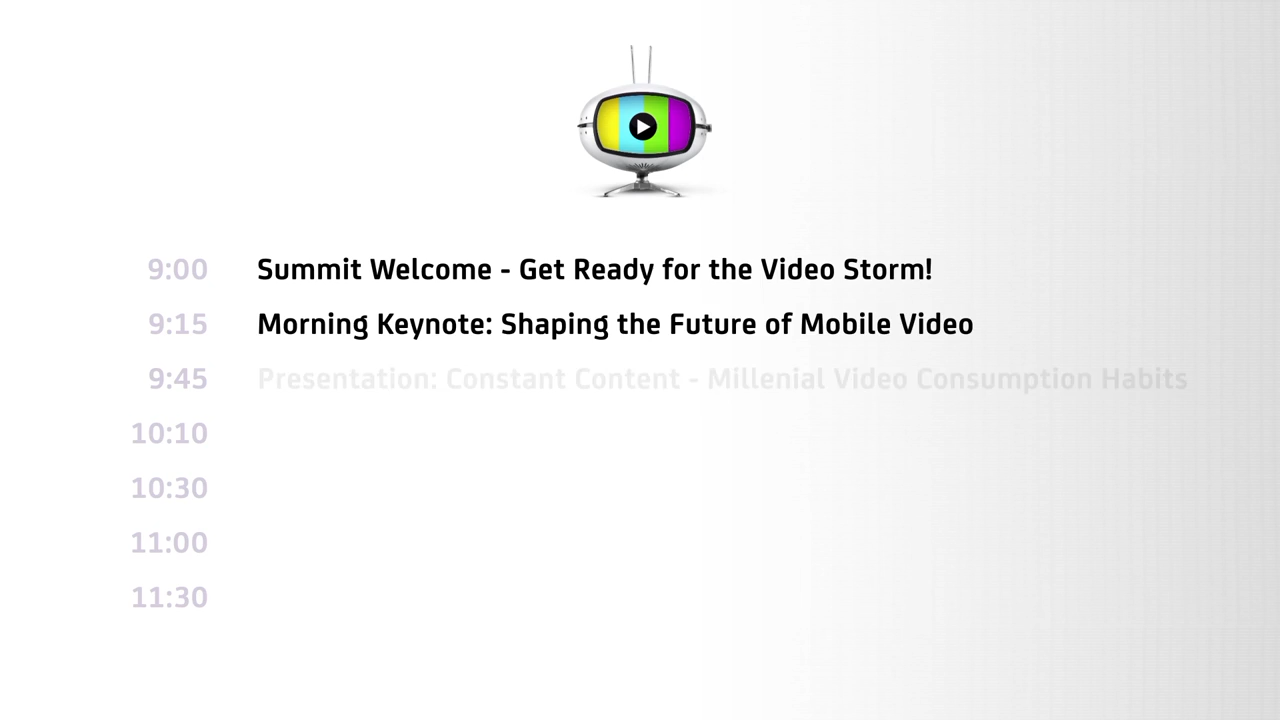 9:00 Summit Welcome - Get Ready for the Video Storm!
9:15 Morning Keynote: Shaping the Future of Mobile Video
9:45 Presentation: Constant Content - Millenial Video Consumption Habits
10:10
10:30
11:00
11:30